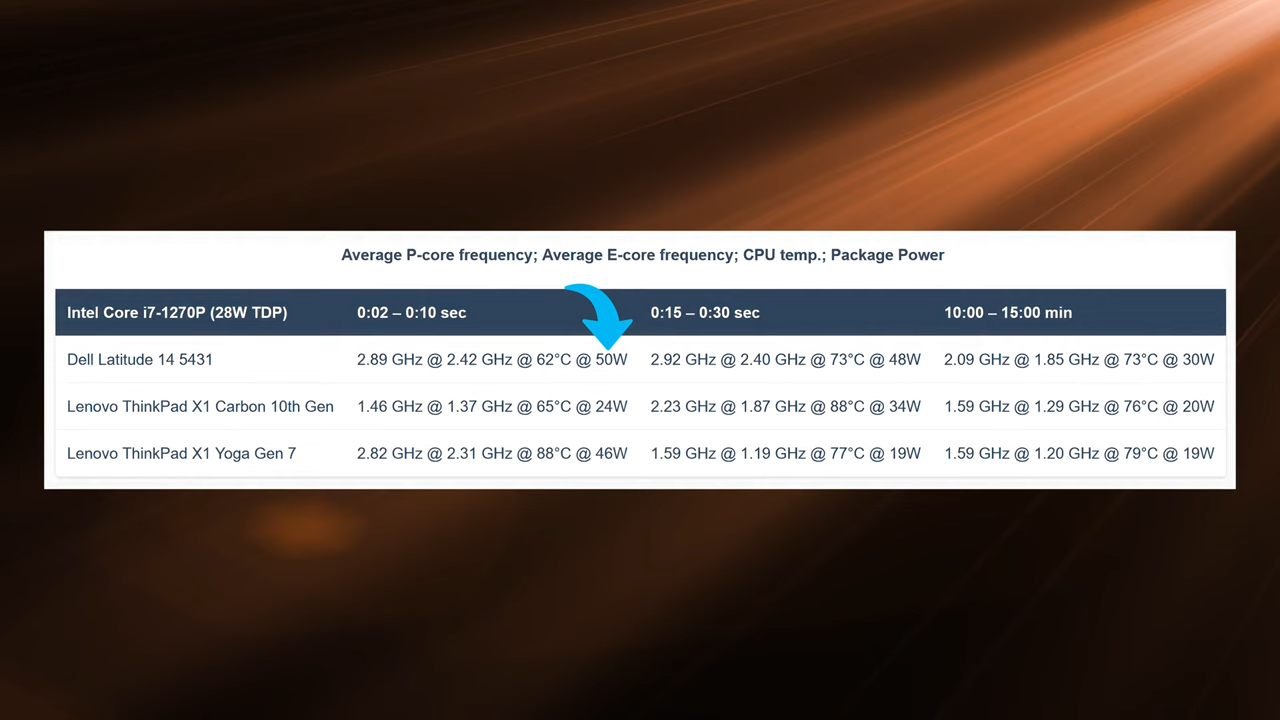 Average P-core frequency; Average E-core frequency; CPU temp.; Package Power
Intel Core i7-1270P (28W TDP) 0:02 – 0:10 sec 0:15 – 0:30 sec 10:00 – 15:00 min
Dell Latitude 14 5431 2.89 GHz @ 2.42 GHz @ 62°C @ 50W 2.92 GHz @ 2.40 GHz @ 73°C @ 48W 2.09 GHz @ 1.85 GHz @ 73°C @ 30W
Lenovo ThinkPad X1 Carbon 10th Gen 1.46 GHz @ 1.37 GHz @ 65°C @ 24W 2.23 GHz @ 1.87 GHz @ 88°C @ 34W 1.59 GHz @ 1.29 GHz @ 76°C @ 20W
Lenovo ThinkPad X1 Yoga Gen 7 2.82 GHz @ 2.31 GHz @ 88°C @ 46W 1.59 GHz @ 1.19 GHz @ 77°C @ 19W 1.59 GHz @ 1.20 GHz @ 79°C @ 19W